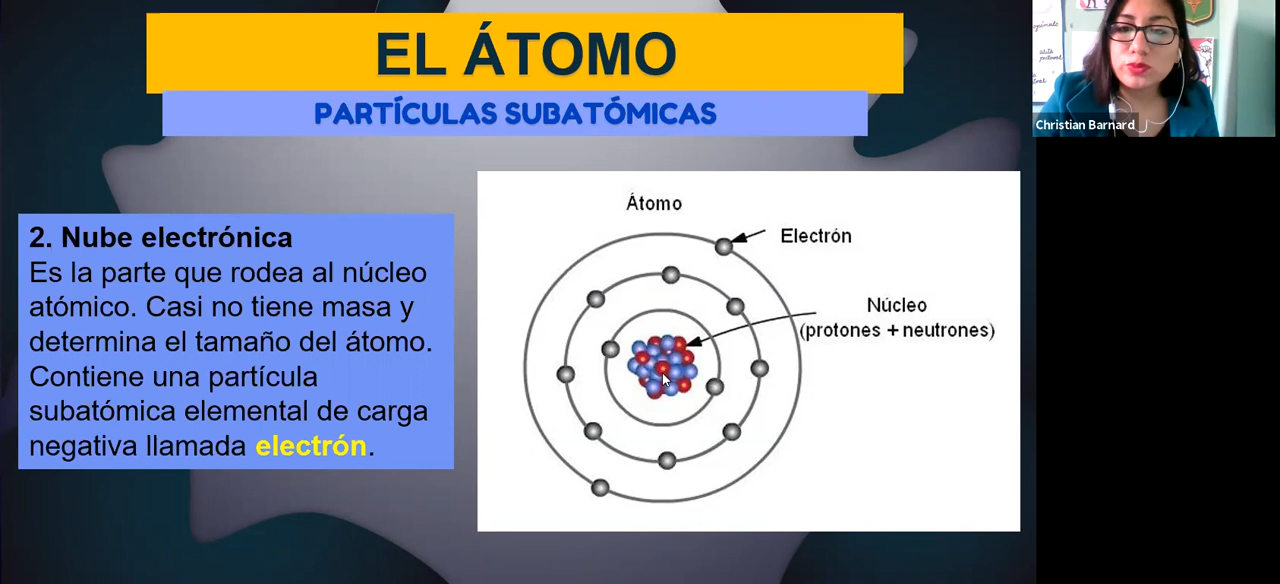 EL ÁTOMO
PARTÍCULAS SUBATÓMICAS
Christian Barnard
2. Nube electrónica
Es la parte que rodea al núcleo
atómico. Casi no tiene masa y
determina el tamaño del átomo.
Contiene una partícula
subatómica elemental de carga
negativa llamada electrón.
Átomo
Electrón
Núcleo
(protones + neutrones)